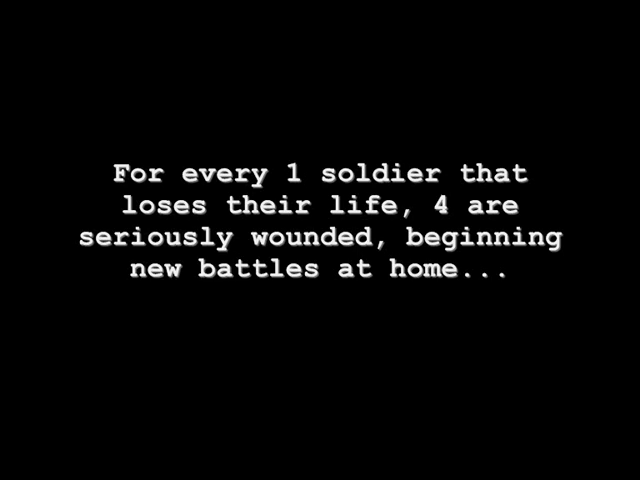 For every 1 soldier that
loses their life, 4 are
seriously wounded, beginning
new battles at home...